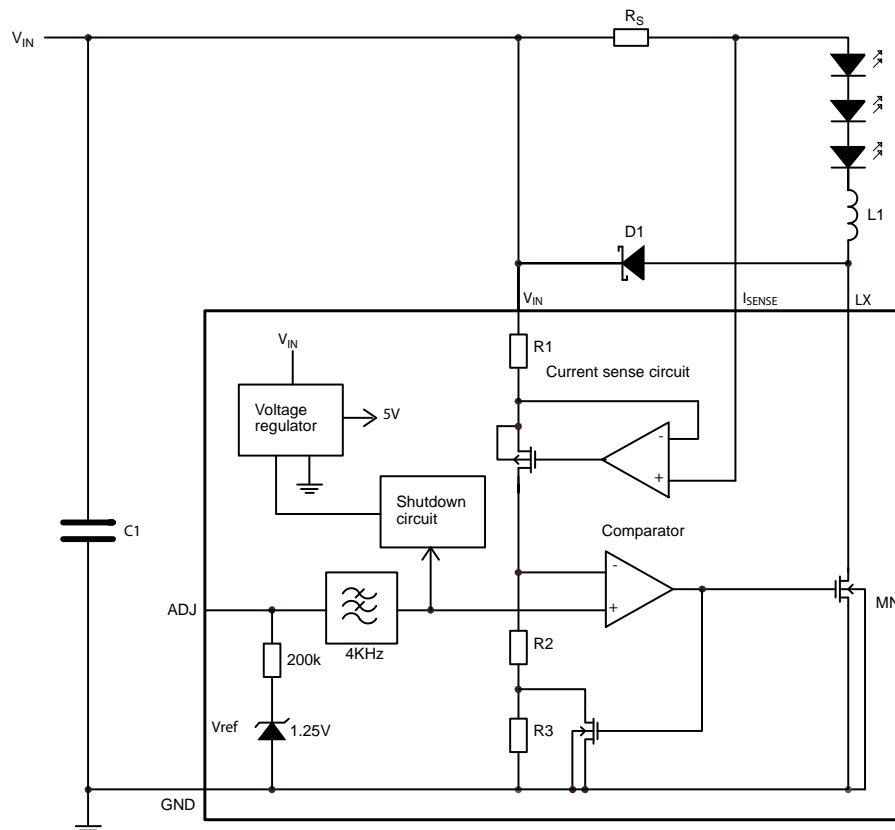 RS
VIN
L1
D1
VIN
ISENSE
LX
R1
VIN
Current sense circuit
Voltage
regulator
5V
-
+
Shutdown
circuit
C1
Comparator
-
ADJ
+
MN
4KHz
200k
R2
Vref
1.25V
R3
GND